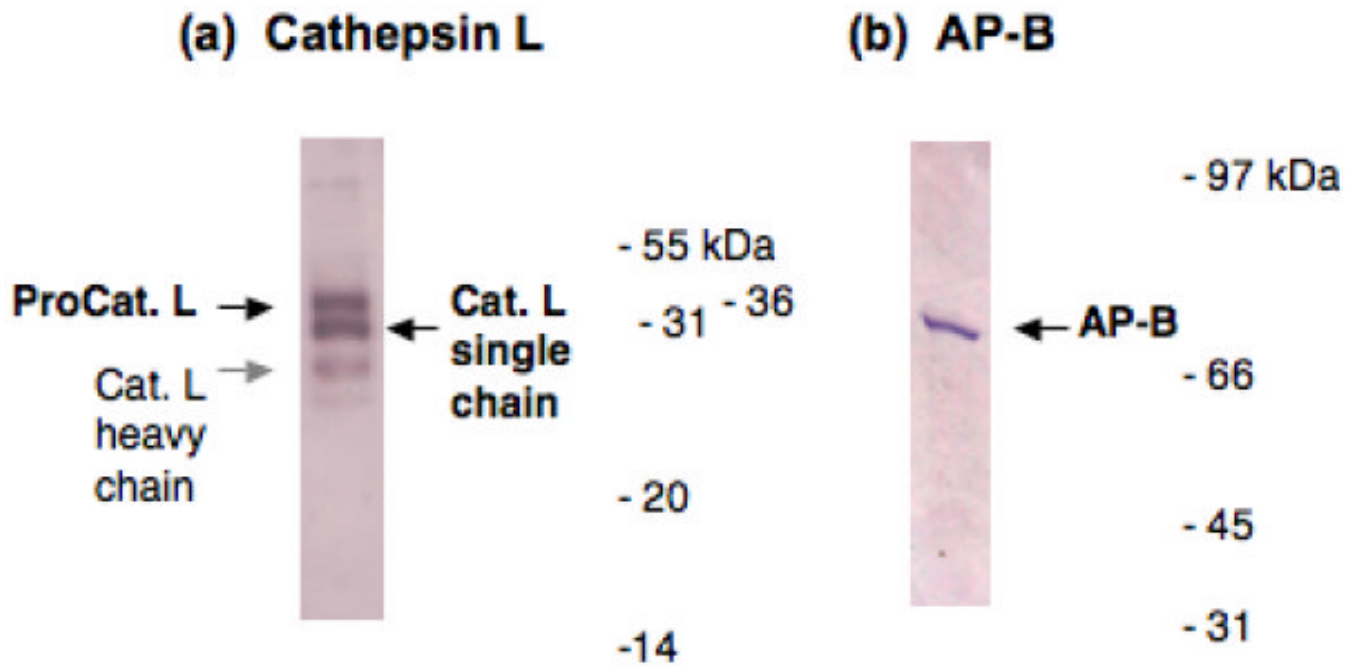 (a) Cathepsin L
ProCat. L
Cat. L
heavy
chain
Cat. L
single
chain
- 55 kDa
- 36
- 31
- 20
-14
(b) AP-B
AP-B
- 97 kDa
- 66
- 45
- 31